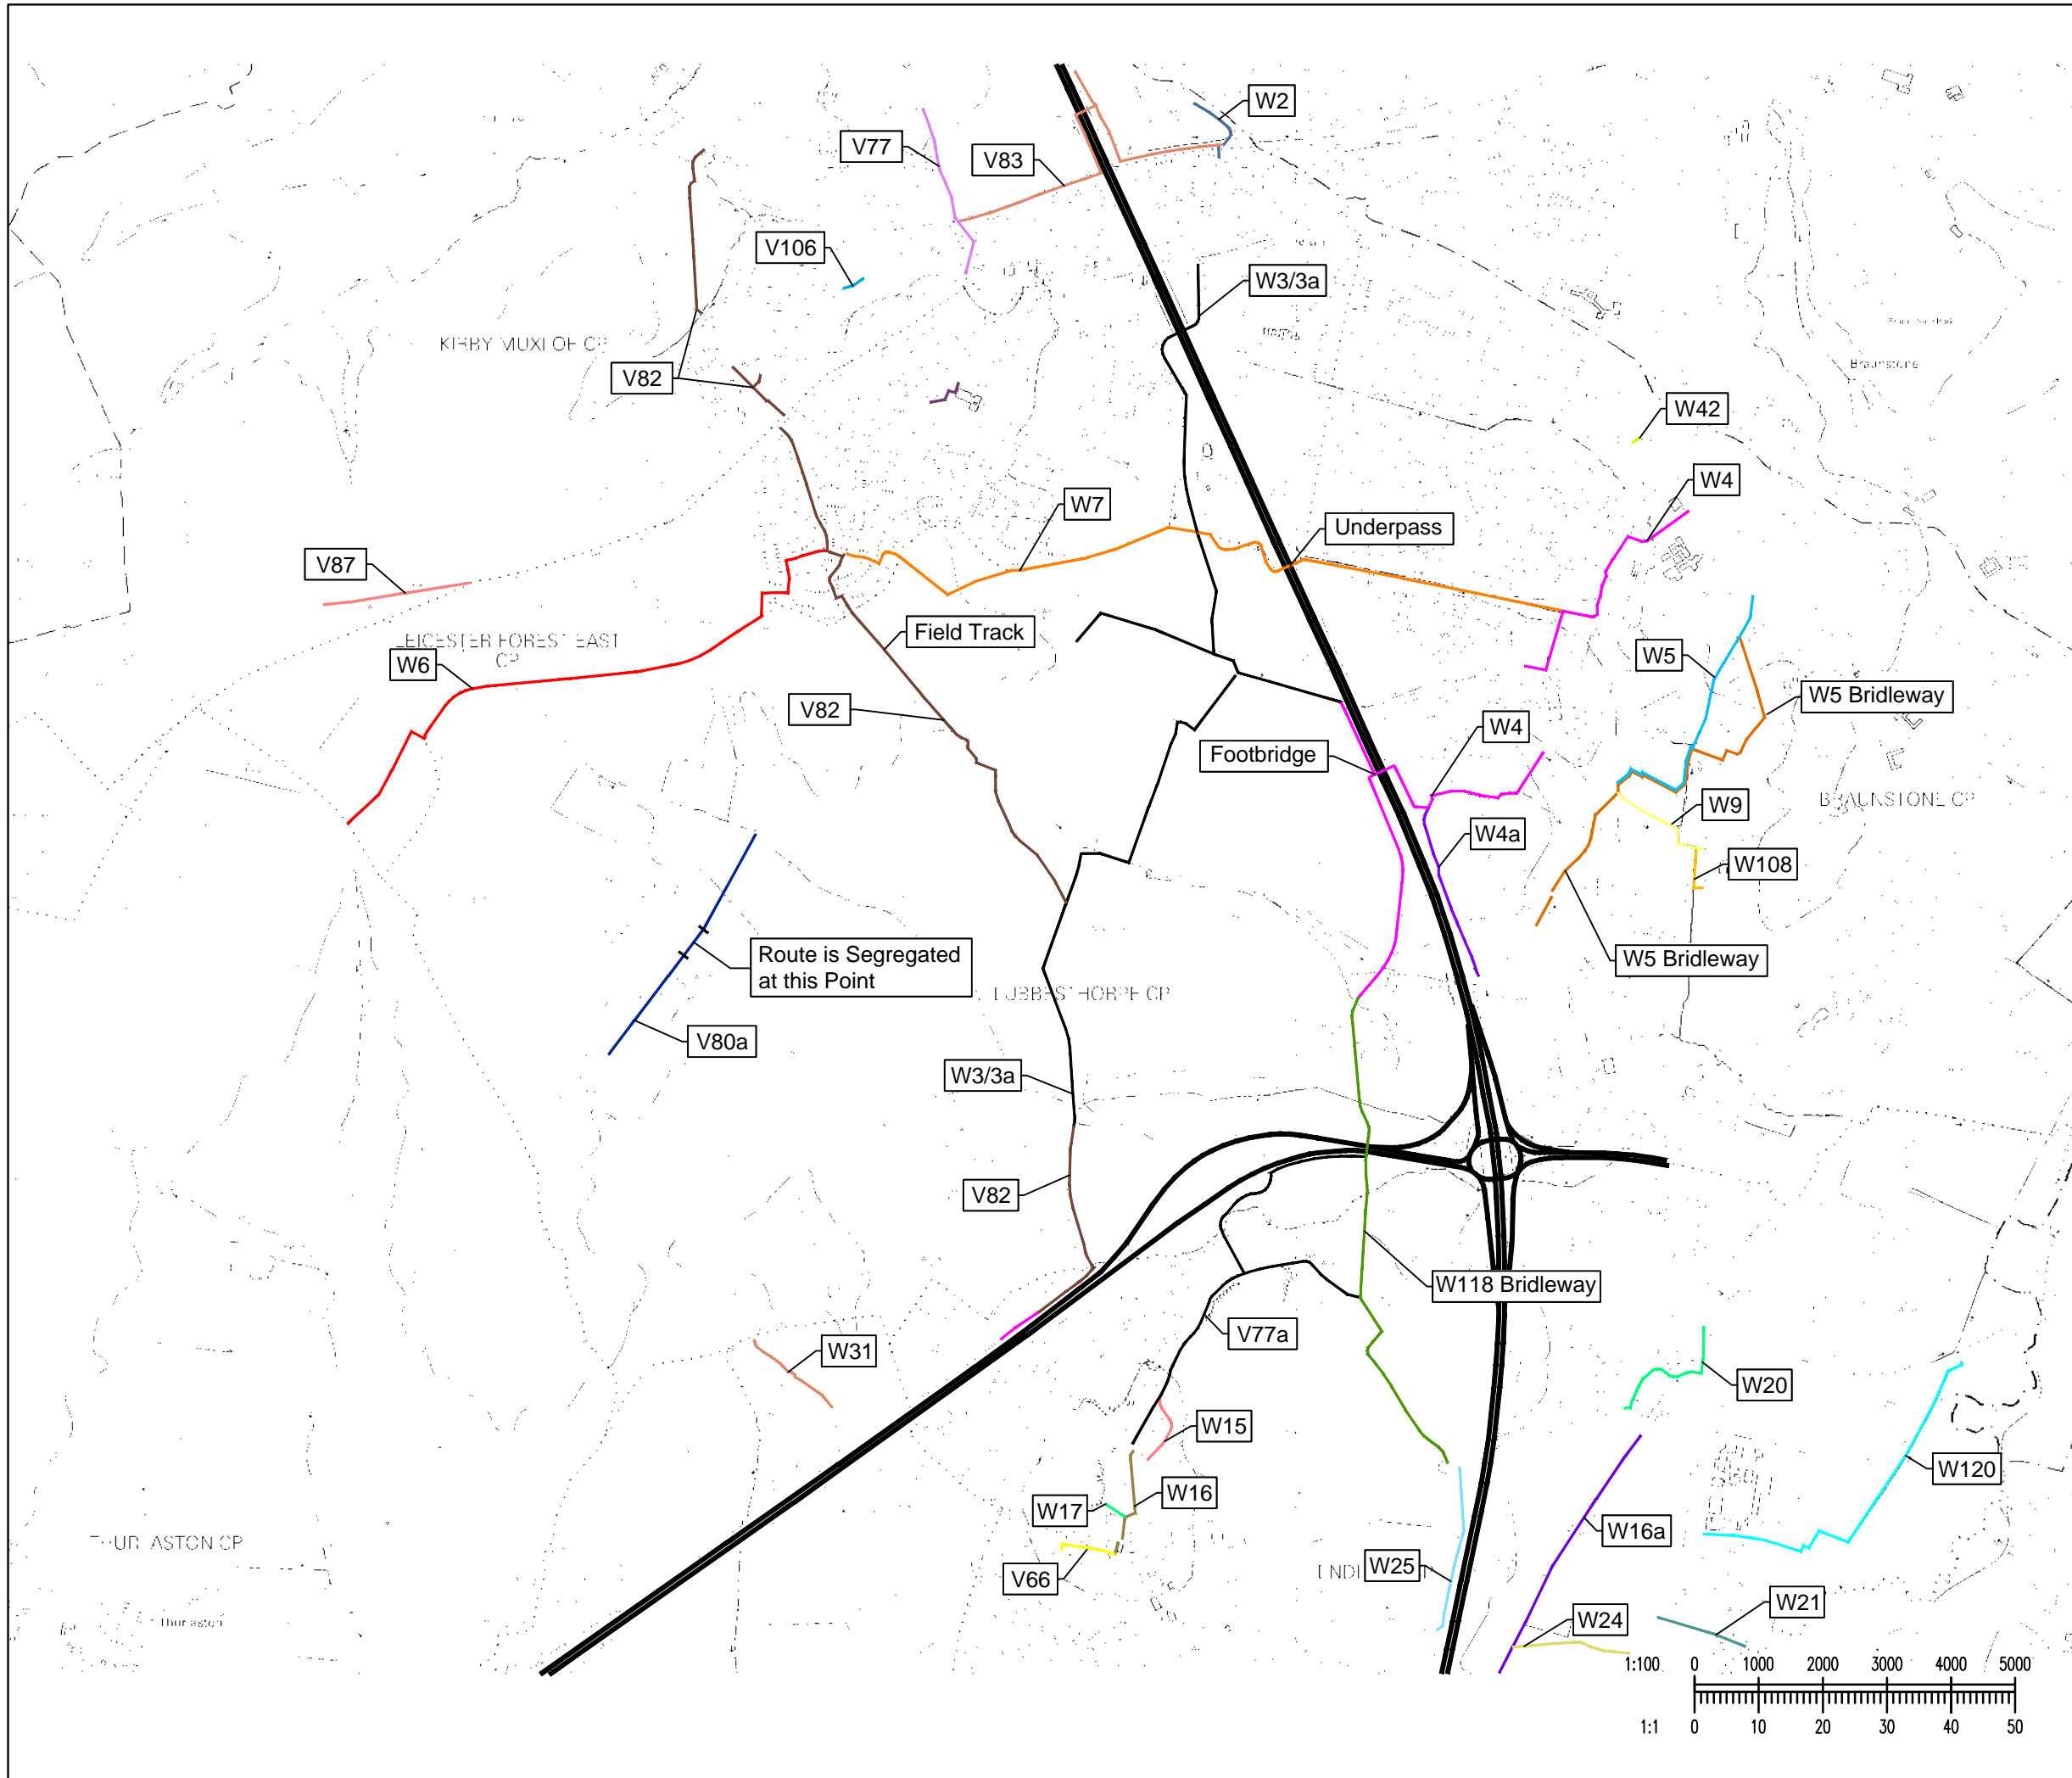 W2
V77
V83
V106
W3/3a
V82
W42
W4
W7
Underpass
V87
Field Track
W5
W6
W5 Bridleway
V82
W4
Footbridge
Braunstone
BRAUNSTONE CP
W9
W4a
W108
Route is Segregated
at this Point
W5 Bridleway
V80a
W3/3a
V82
W118 Bridleway
V77a
W31
W20
W15
W120
W16
W17
W16a
W25
V66
W21
W24
Thurlaston
1:100 0 1000 2000 3000 4000 5000
1:1 0 10 20 30 40 50